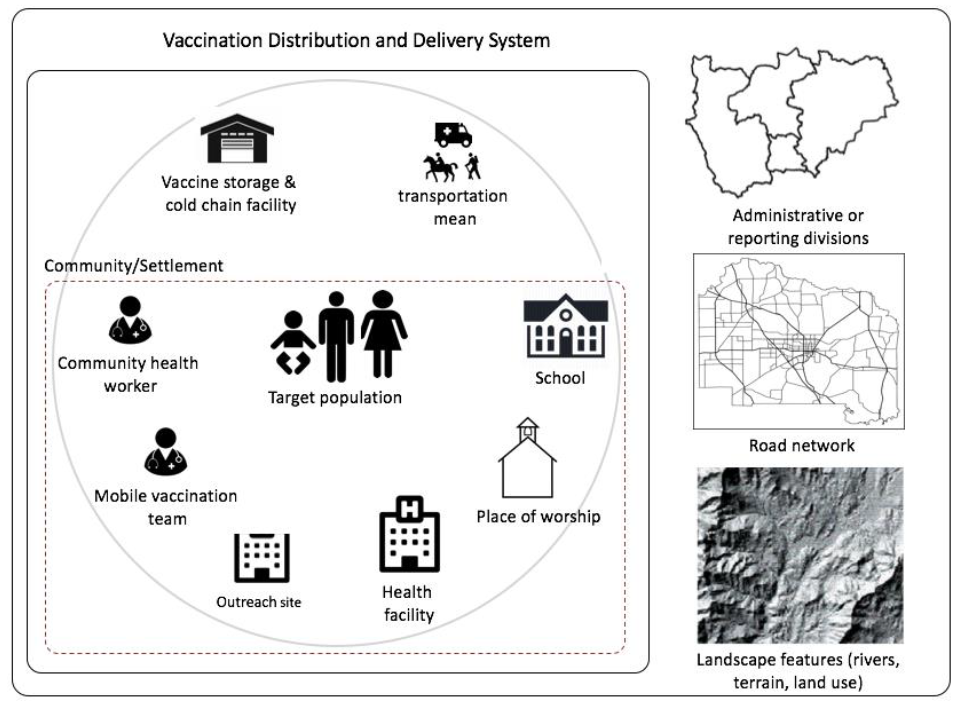 Vaccination Distribution and Delivery System
Vaccine storage &
cold chain facility
transportation
mean
Community/Settlement
Community health
worker
Target population
School
Mobile vaccination
team
Place of worship
Outreach site
H
Health
facility
Administrative or
reporting divisions
Road network
Landscape features (rivers,
terrain, land use)